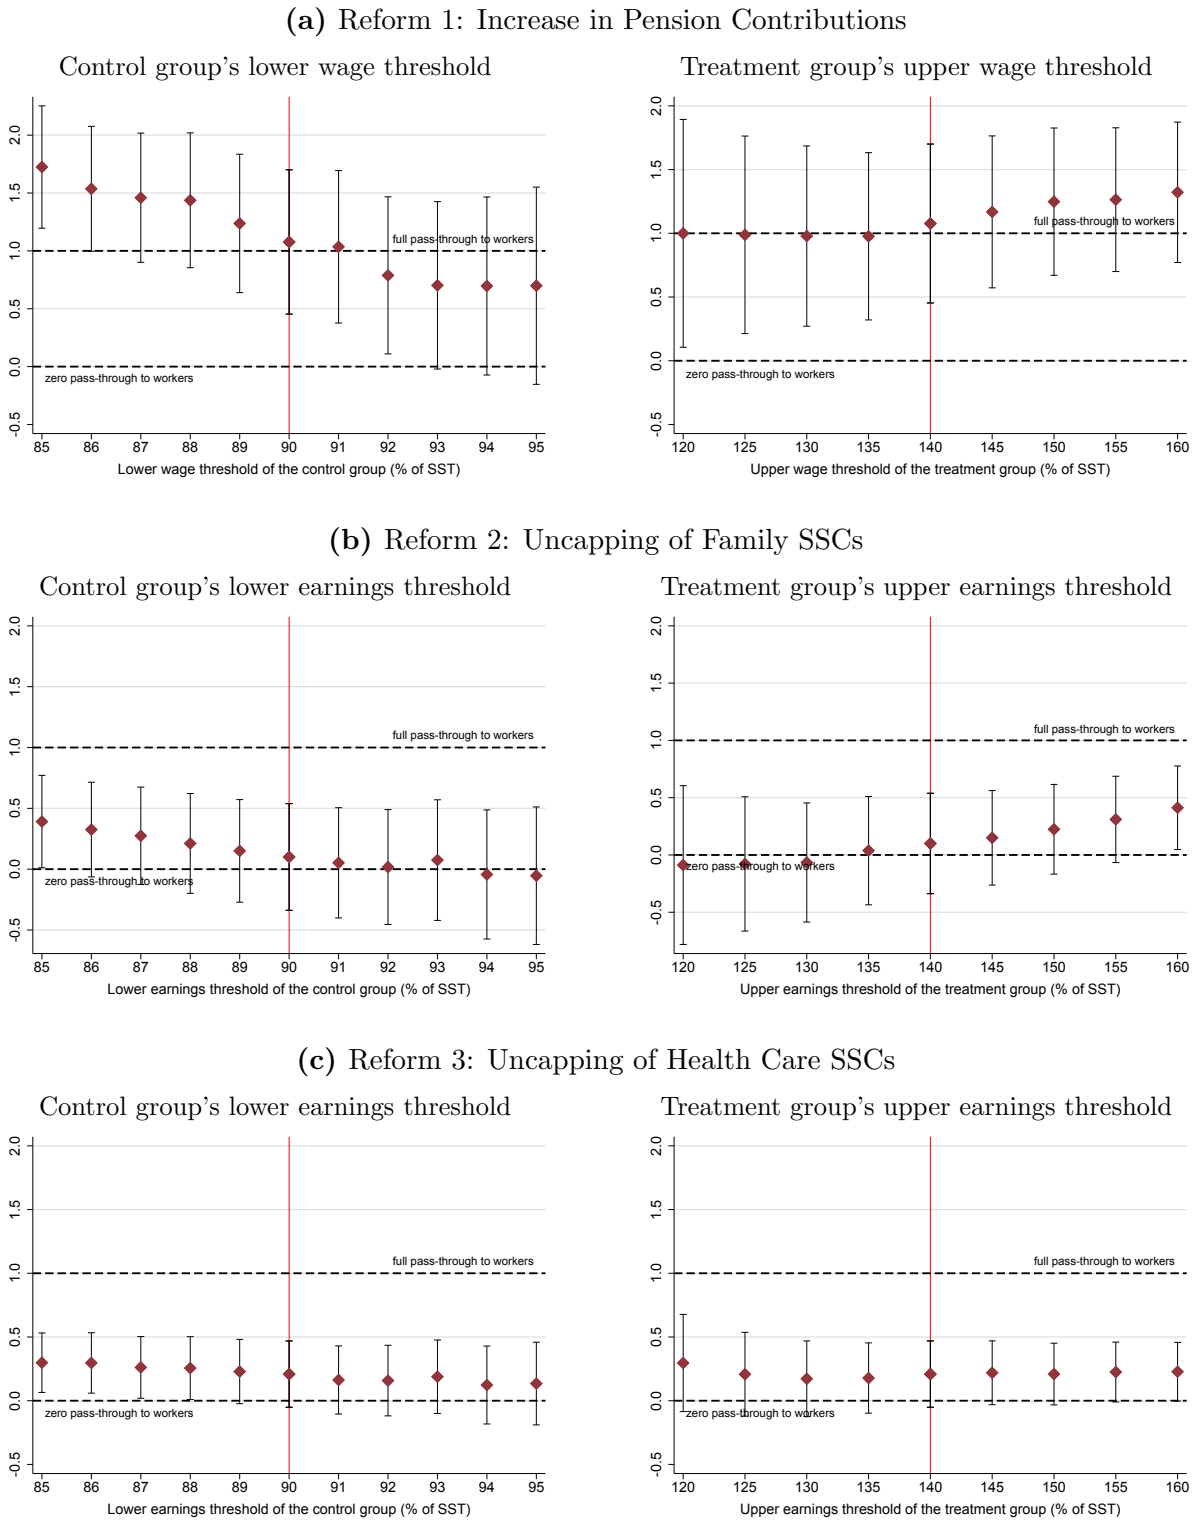 (a) Reform 1: Increase in Pension Contributions
Control group's lower wage threshold
2.0
1.5
1.0
0.5
0.0
-0.5
full pass-through to workers
zero pass-through to workers
85 86 87 88 89 90 91 92 93 94 95
Lower wage threshold of the control group (% of SST)
Treatment group's upper wage threshold
2.0
1.5
1.0
0.5
0.0
-0.5
full pass-through to workers
zero pass-through to workers
120 125 130 135 140 145 150 155 160
Upper wage threshold of the treatment group (% of SST)
(b) Reform 2: Uncapping of Family SSCs
Control group's lower earnings threshold
2.0
1.5
1.0
0.5
0.0
-0.5
full pass-through to workers
zero pass-through to workers
85 86 87 88 89 90 91 92 93 94 95
Lower earnings threshold of the control group (% of SST)
Treatment group's upper earnings threshold
2.0
1.5
1.0
0.5
0.0
-0.5
full pass-through to workers
zero pass-through to workers
120 125 130 135 140 145 150 155 160
Upper earnings threshold of the treatment group (% of SST)
(c) Reform 3: Uncapping of Health Care SSCs
Control group's lower earnings threshold
2.0
1.5
1.0
0.5
0.0
-0.5
full pass-through to workers
zero pass-through to workers
85 86 87 88 89 90 91 92 93 94 95
Lower earnings threshold of the control group (% of SST)
Treatment group's upper earnings threshold
2.0
1.5
1.0
0.5
0.0
-0.5
full pass-through to workers
zero pass-through to workers
120 125 130 135 140 145 150 155 160
Upper earnings threshold of the treatment group (% of SST)